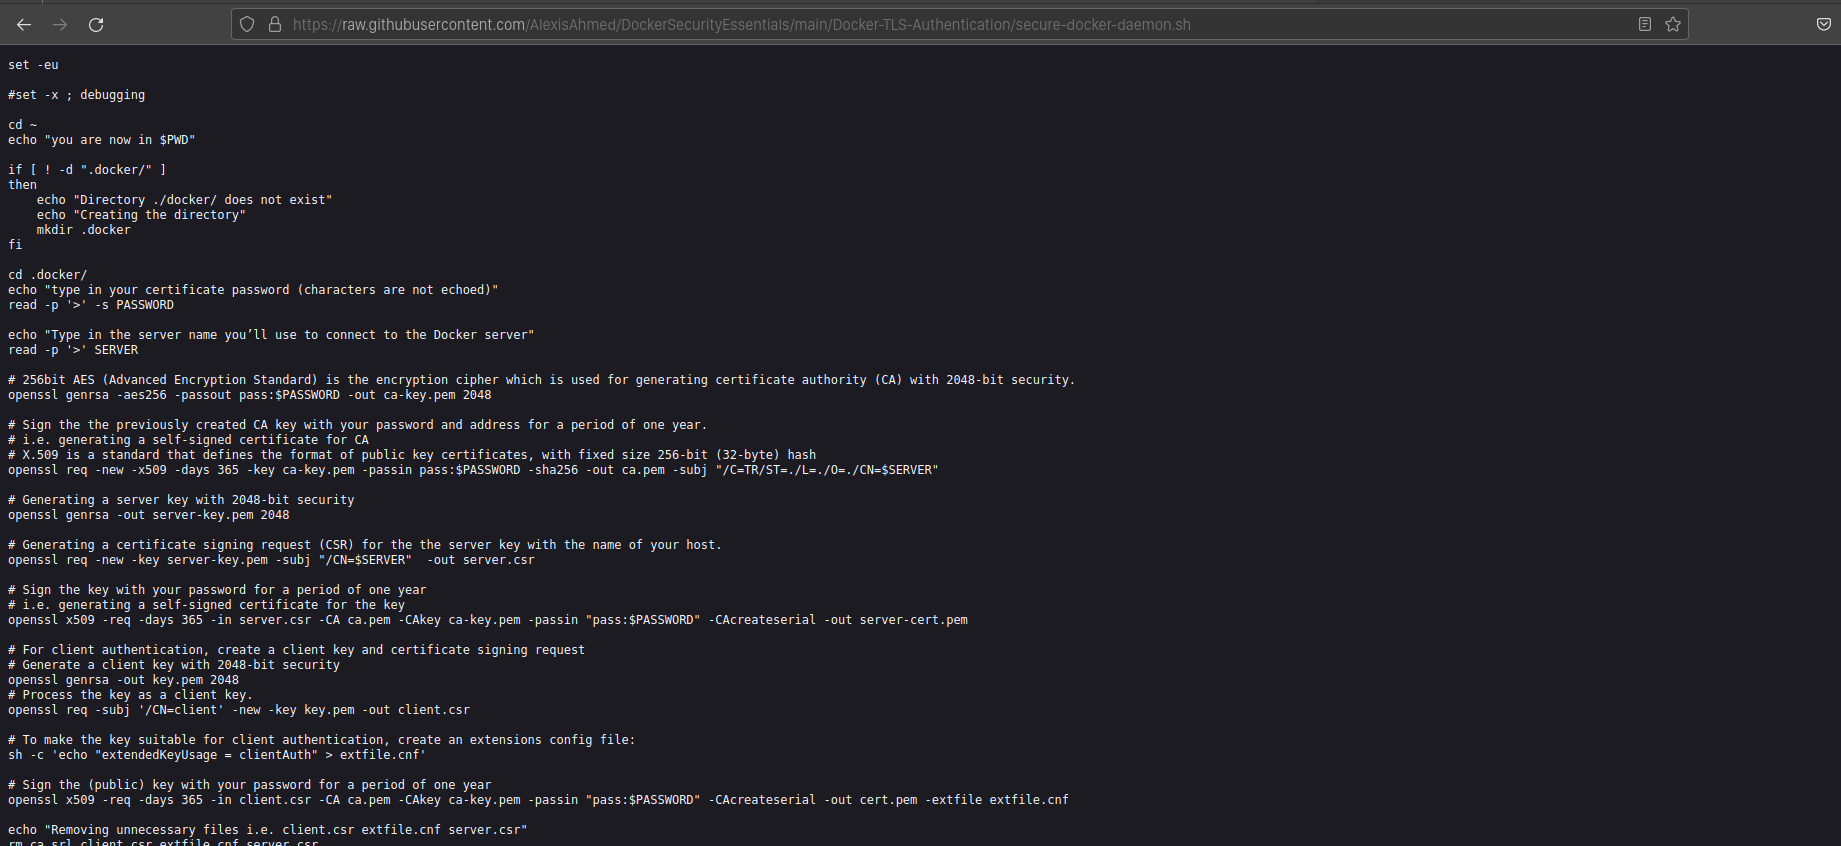 https://raw.githubusercontent.com/AlexisAhmed/DockerSecurityEssentials/main/Docker-TLS-Authentication/secure-docker-daemon.sh
set -eu
#set -x ; debugging
cd ~
echo "you are now in $PWD"
if [ ! -d ".docker/" ]
then
    echo "Directory ./docker/ does not exist"
    echo "Creating the directory"
    mkdir .docker
fi
cd .docker/
echo "type in your certificate password (characters are not echoed)"
read -p '>' -s PASSWORD
echo "Type in the server name you’ll use to connect to the Docker server"
read -p '>' SERVER
# 256bit AES (Advanced Encryption Standard) is the encryption cipher which is used for generating certificate authority (CA) with 2048-bit security.
openssl genrsa -aes256 -passout pass:$PASSWORD -out ca-key.pem 2048
# Sign the the previously created CA key with your password and address for a period of one year.
# i.e. generating a self-signed certificate for CA
# X.509 is a standard that defines the format of public key certificates, with fixed size 256-bit (32-byte) hash
openssl req -new -x509 -days 365 -key ca-key.pem -passin pass:$PASSWORD -sha256 -out ca.pem -subj "/C=TR/ST=./L=./O=./CN=$SERVER"
# Generating a server key with 2048-bit security
openssl genrsa -out server-key.pem 2048
# Generating a certificate signing request (CSR) for the the server key with the name of your host.
openssl req -new -key server-key.pem -subj "/CN=$SERVER"  -out server.csr
# Sign the key with your password for a period of one year
# i.e. generating a self-signed certificate for the key
openssl x509 -req -days 365 -in server.csr -CA ca.pem -CAkey ca-key.pem -passin "pass:$PASSWORD" -CAcreateserial -out server-cert.pem
# For client authentication, create a client key and certificate signing request
# Generate a client key with 2048-bit security
openssl genrsa -out key.pem 2048
# Process the key as a client key.
openssl req -subj '/CN=client' -new -key key.pem -out client.csr
# To make the key suitable for client authentication, create an extensions config file:
sh -c 'echo "extendedKeyUsage = clientAuth" > extfile.cnf'
# Sign the (public) key with your password for a period of one year
openssl x509 -req -days 365 -in client.csr -CA ca.pem -CAkey ca-key.pem -passin "pass:$PASSWORD" -CAcreateserial -out cert.pem -extfile extfile.cnf
echo "Removing unnecessary files i.e. client.csr extfile.cnf server.csr"
rm ca.srl client.csr extfile.cnf server.csr